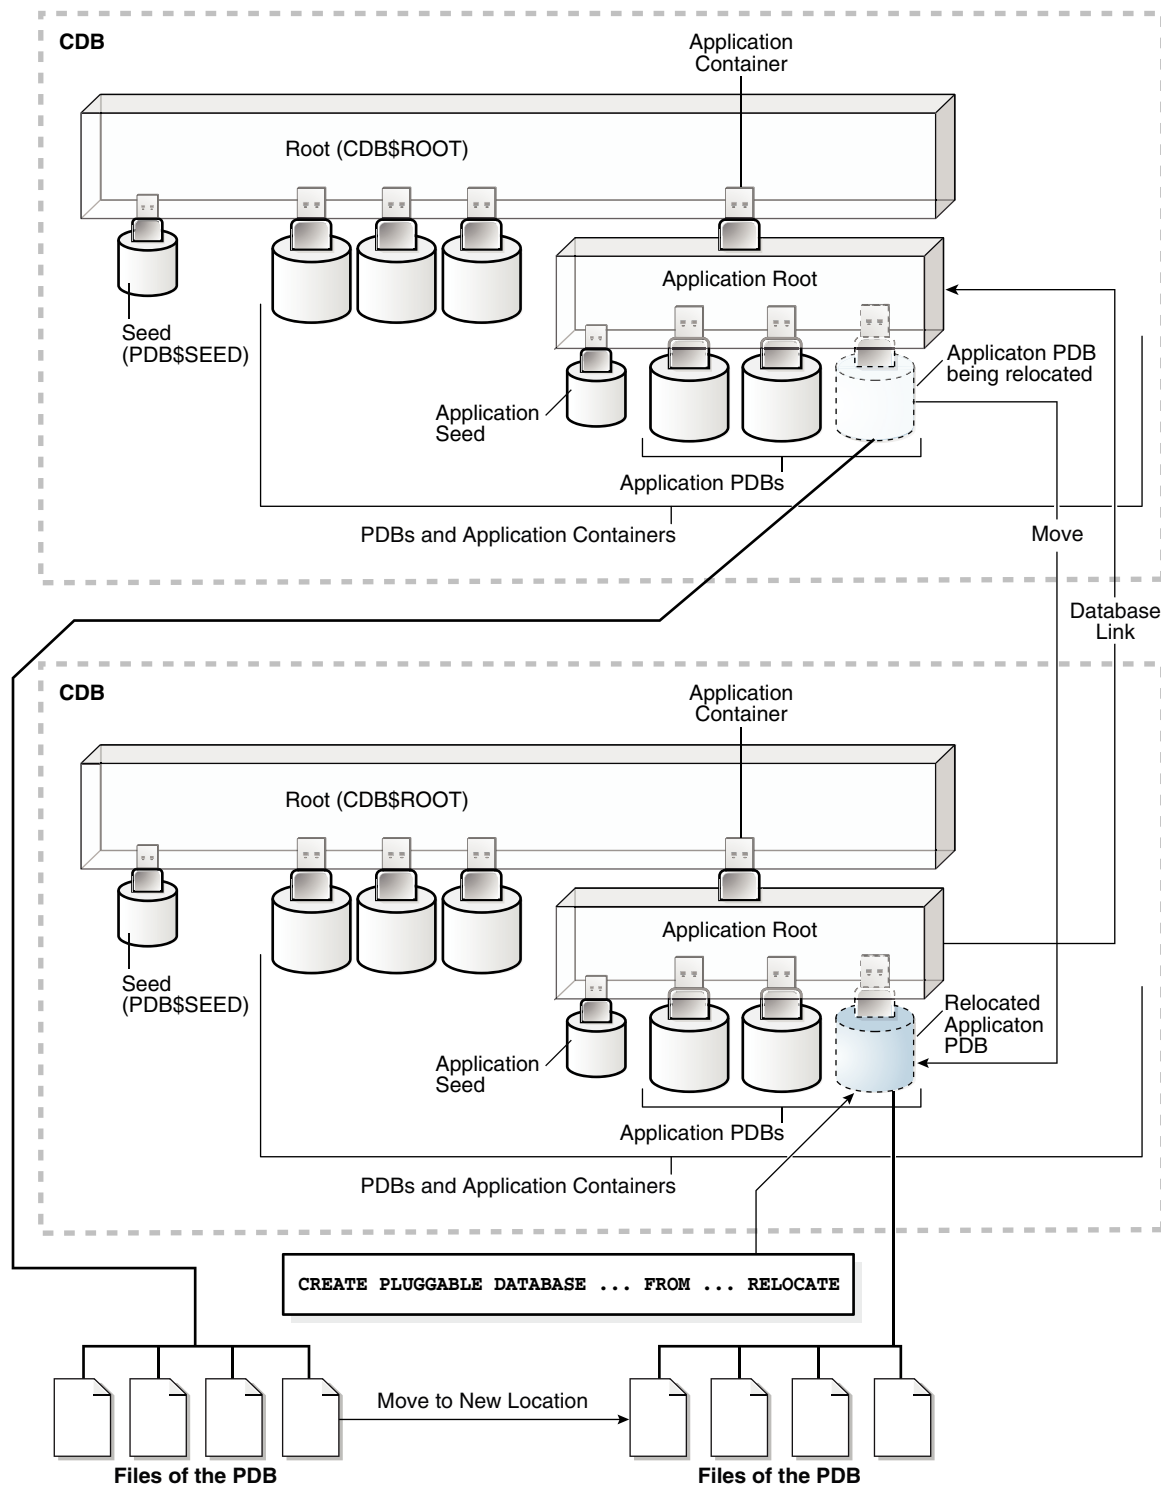 CDB
Application
Container
Root (CDB$ROOT)
Application Root
Seed
(PDB$SEED)
Applicaton PDB
being relocated
Application
Seed
Application PDBs
PDBs and Application Containers
Move
Database
Link
CDB
Application
Container
Root (CDB$ROOT)
Application Root
Seed
(PDB$SEED)
Relocated
Applicaton
PDB
Application
Seed
Application PDBs
PDBs and Application Containers
CREATE PLUGGABLE DATABASE ... FROM ... RELOCATE
Move to New Location
Files of the PDB
Files of the PDB